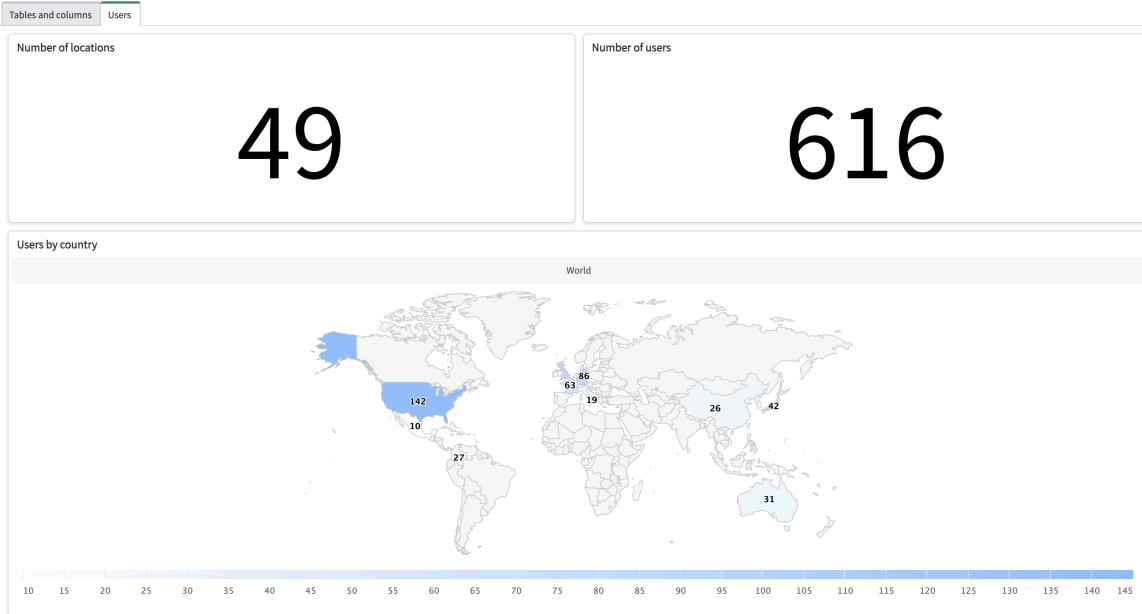 Tables and columns
Users
Number of locations
49
Number of users
616
Users by country
World
86
63
142
19
26
42
10
27
31
10 15 20 25 30 35 40 45 50 55 60 65 70 75 80 85 90 95 100 105 110 115 120 125 130 135 140 145